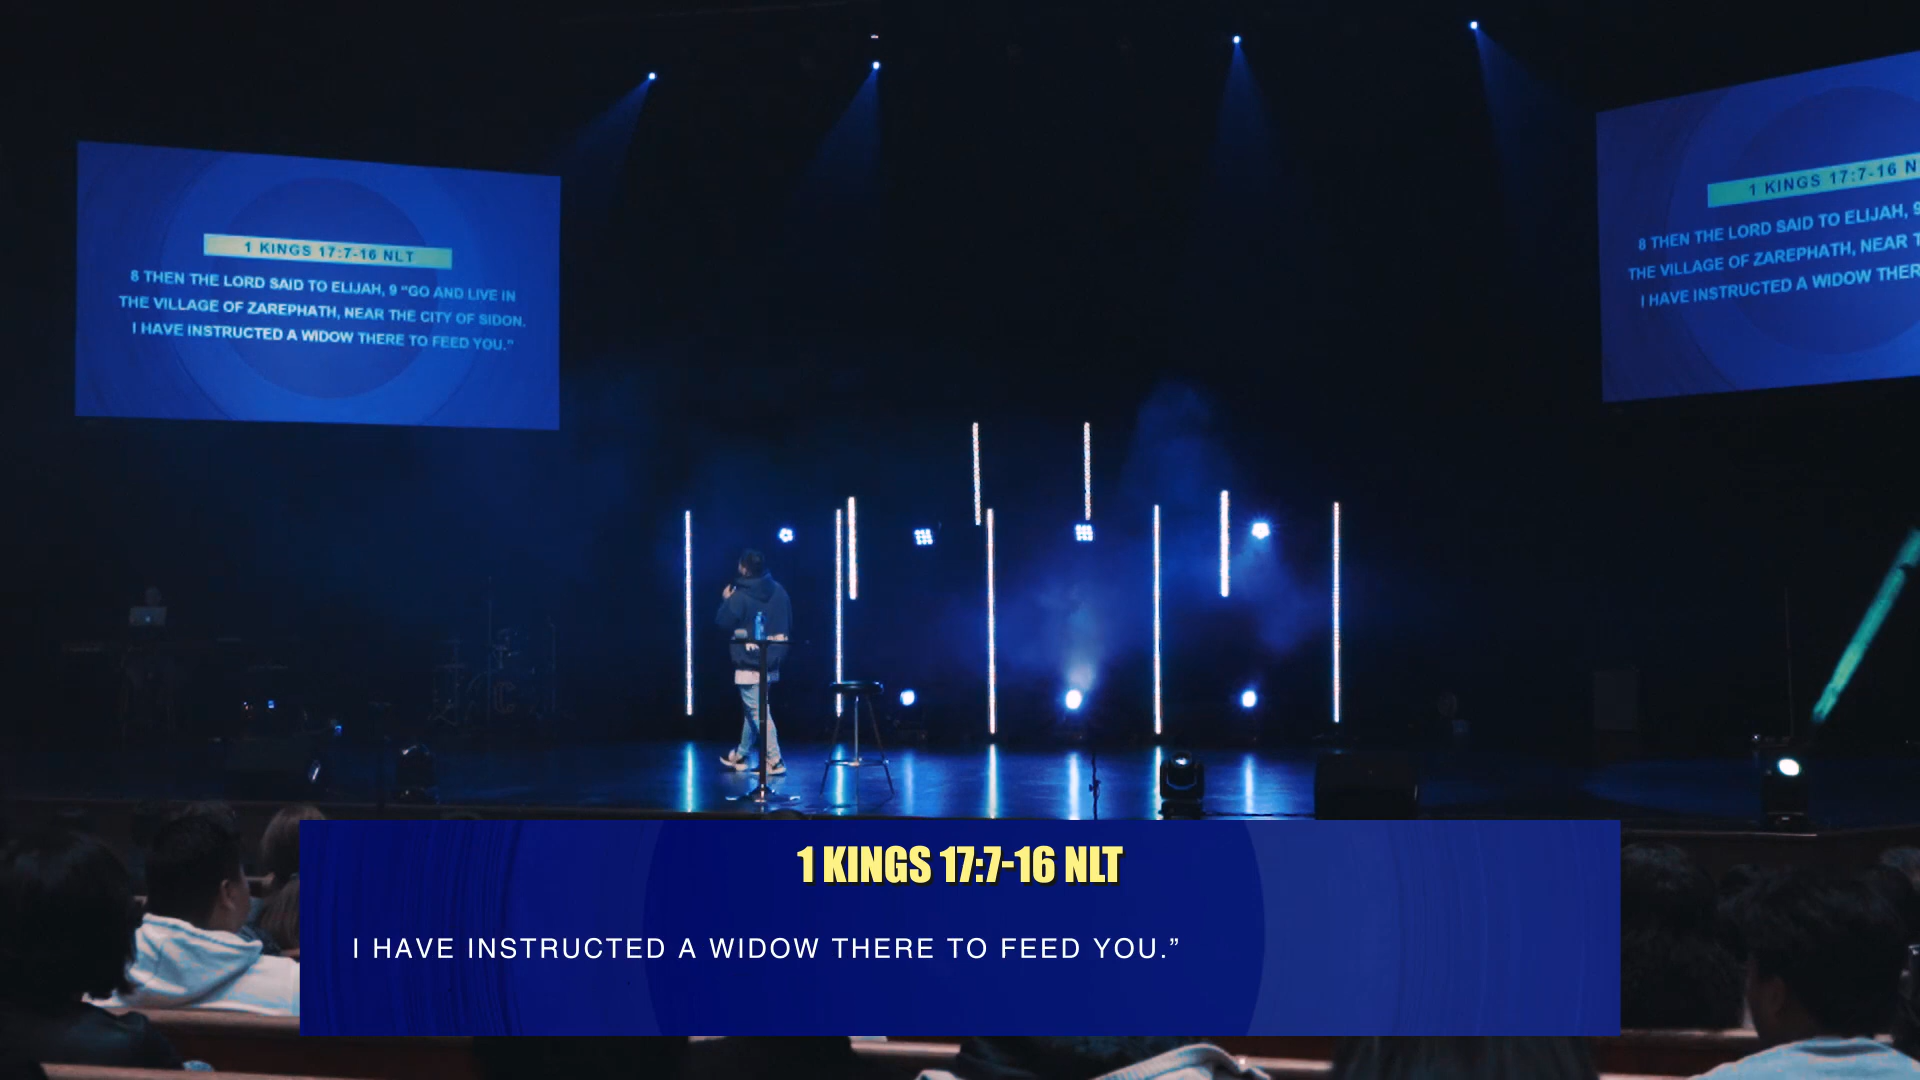 1 KINGS 17:7-16 NLT
8 THEN THE LORD SAID TO ELIJAH, 9 "GO AND LIVE IN
THE VILLAGE OF ZAREPHATH, NEAR THE CITY OF SIDON.
I HAVE INSTRUCTED A WIDOW THERE TO FEED YOU."
1 KINGS 17:7-16 N
8 THEN THE LORD SAID TO ELIJAH, 9
THE VILLAGE OF ZAREPHATH, NEAR
I HAVE INSTRUCTED A WIDOW
1 KINGS 17:7-16 NLT
I HAVE INSTRUCTED A WIDOW THERE TO FEED YOU.”